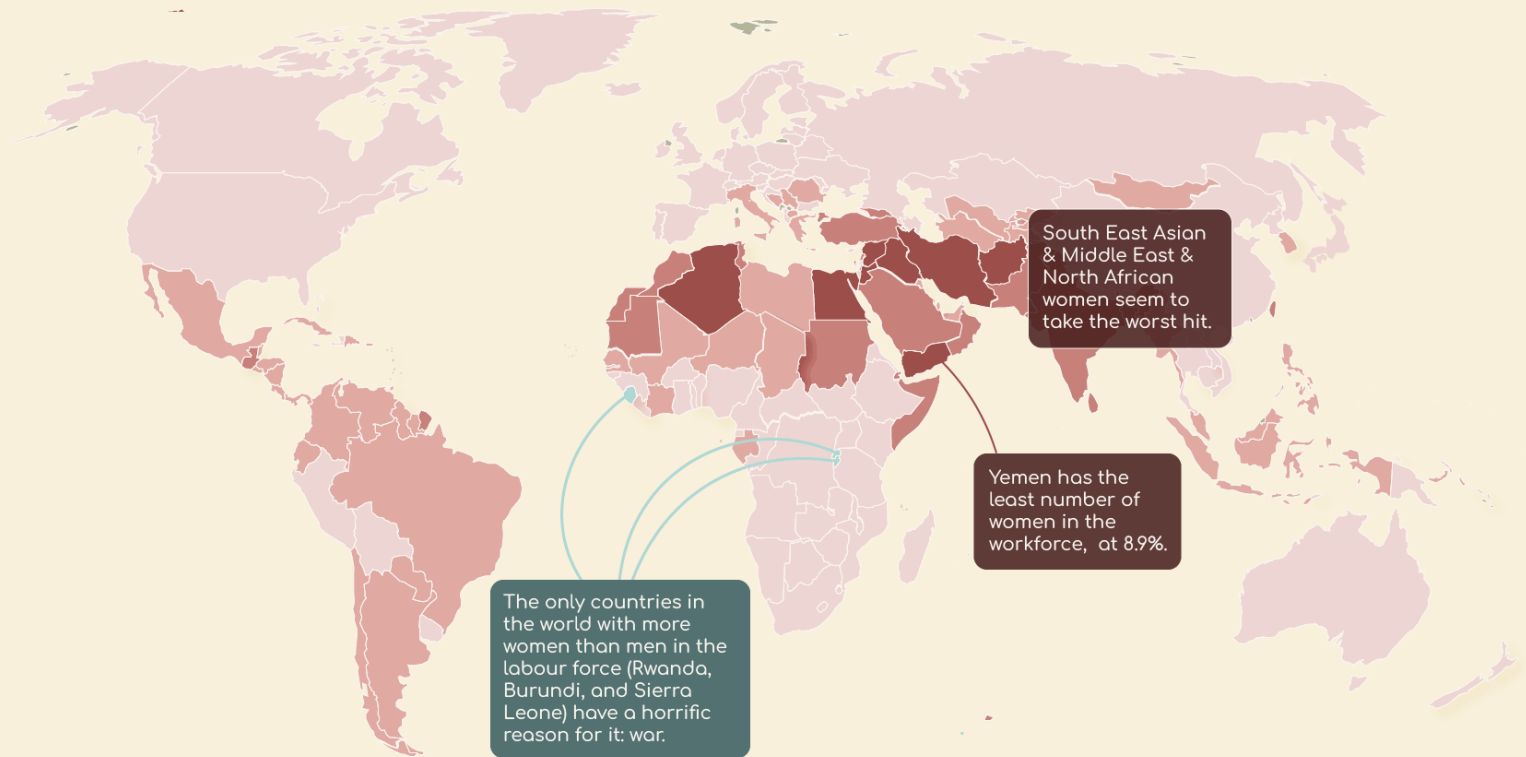 South East Asian
& Middle East &
North African
women seem to
take the worst hit.
Yemen has the
least number of
women in the
workforce,  at 8.9%.
The only countries in
the world with more
women than men in the
labour force (Rwanda,
Burundi, and Sierra
Leone) have a horrific
reason for it: war.